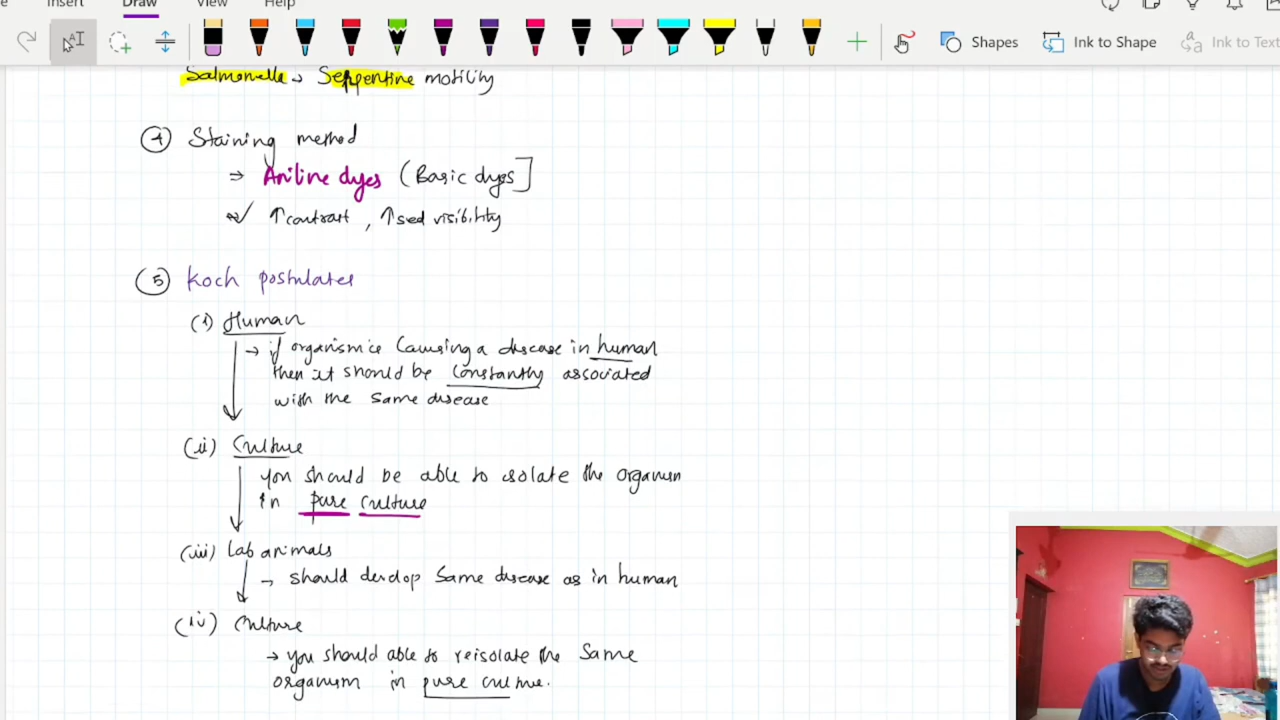 Insert Draw View Help
Shapes Ink to Shape Ink to Text
Salmonella → Serpentine motility
④ Staining method
⇒ Aniline dyes (Basic dyes]
↑contrast, ↑sed visibility
⑤ Koch postulates
(i) Human
→ if organism is causing a disease in human
then it should be constantly associated
with the same disease
(ii) Culture
you should be able to isolate the organism
in pure culture
(iii) Lab animals
→ should develop same disease as in human
(iv) Culture
→ you should able to reisolate the same
organism in pure culture.